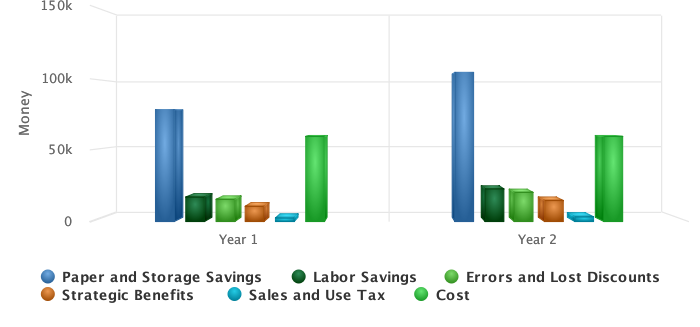 150k
100k
50k
0
Money
Year 1 Year 2
Paper and Storage Savings Labor Savings Errors and Lost Discounts
Strategic Benefits Sales and Use Tax Cost